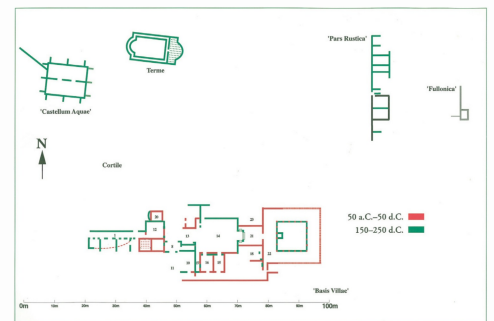 'Pars Rustica'
Terme
'Fullonica'
'Castellum Aquae'
N
Cortile
50 a.C.–50 d.C.
150–250 d.C.
'Basis Villae'
0m 10m 20m 30m 40m 50m 60m 70m 80m 90m 100m